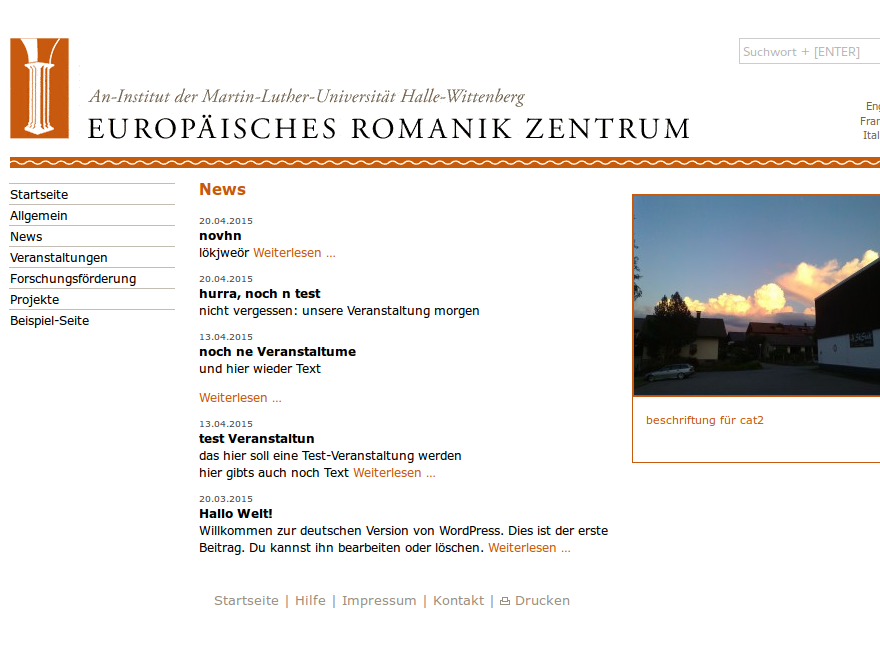 Suchwort + [ENTER]
An-Institut der Martin-Luther-Universität Halle-Wittenberg
EUROPÄISCHES ROMANIK ZENTRUM
Startseite
Allgemein
News
Veranstaltungen
Forschungsförderung
Projekte
Beispiel-Seite
News
20.04.2015
novhn
lökjweör Weiterlesen ...
20.04.2015
hurra, noch n test
nicht vergessen: unsere Veranstaltung morgen
13.04.2015
noch ne Veranstaltume
und hier wieder Text
Weiterlesen ...
13.04.2015
test Veranstaltun
das hier soll eine Test-Veranstaltung werden
hier gibts auch noch Text Weiterlesen ...
20.03.2015
Hallo Welt!
Willkommen zur deutschen Version von WordPress. Dies ist der erste
Beitrag. Du kannst ihn bearbeiten oder löschen. Weiterlesen ...
beschriftung für cat2
Startseite | Hilfe | Impressum | Kontakt | Drucken